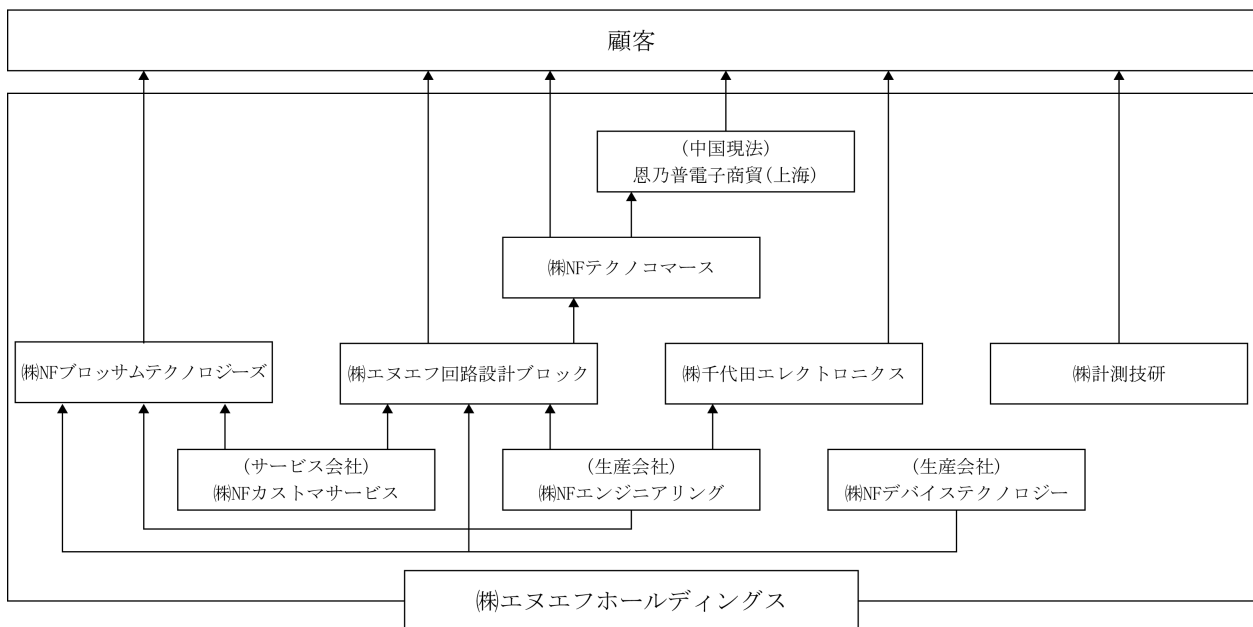 顧客
(中国現法)
恩乃普電子商貿(上海)
㈱NFテクノコマース
㈱NFブロッサムテクノロジーズ
㈱エヌエフ回路設計ブロック
㈱千代田エレクトロニクス
㈱計測技研
(サービス会社)
㈱NFカストマサービス
(生産会社)
㈱NFエンジニアリング
(生産会社)
㈱NFデバイステクノロジー
㈱エヌエフホールディングス